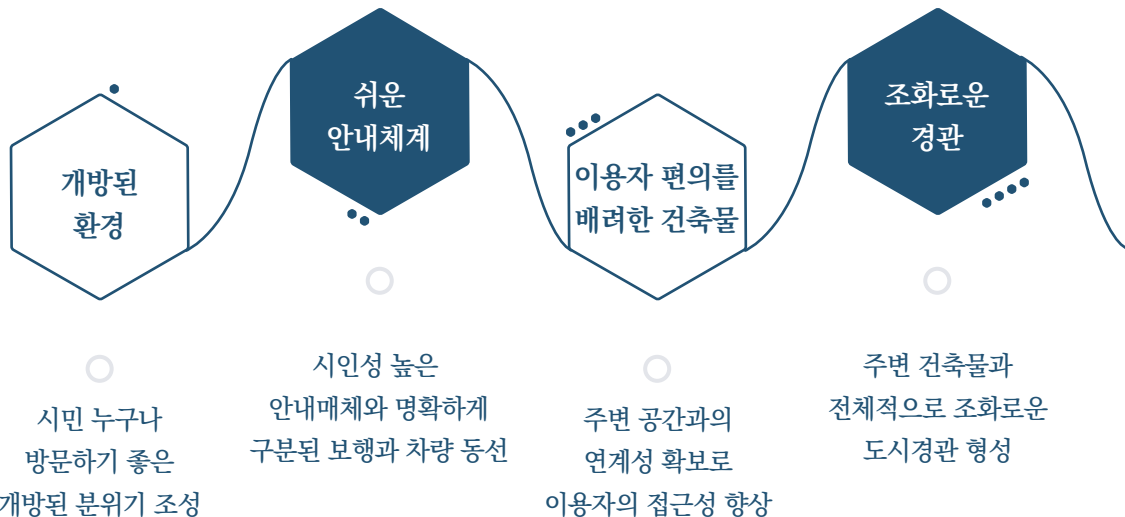 개방된
환경
시민 누구나
방문하기 좋은
개방된 분위기 조성
쉬운
안내체계
시인성 높은
안내매체와 명확하게
구분된 보행과 차량 동선
이용자 편의를
배려한 건축물
주변 공간과의
연계성 확보로
이용자의 접근성 향상
조화로운
경관
주변 건축물과
전체적으로 조화로운
도시경관 형성